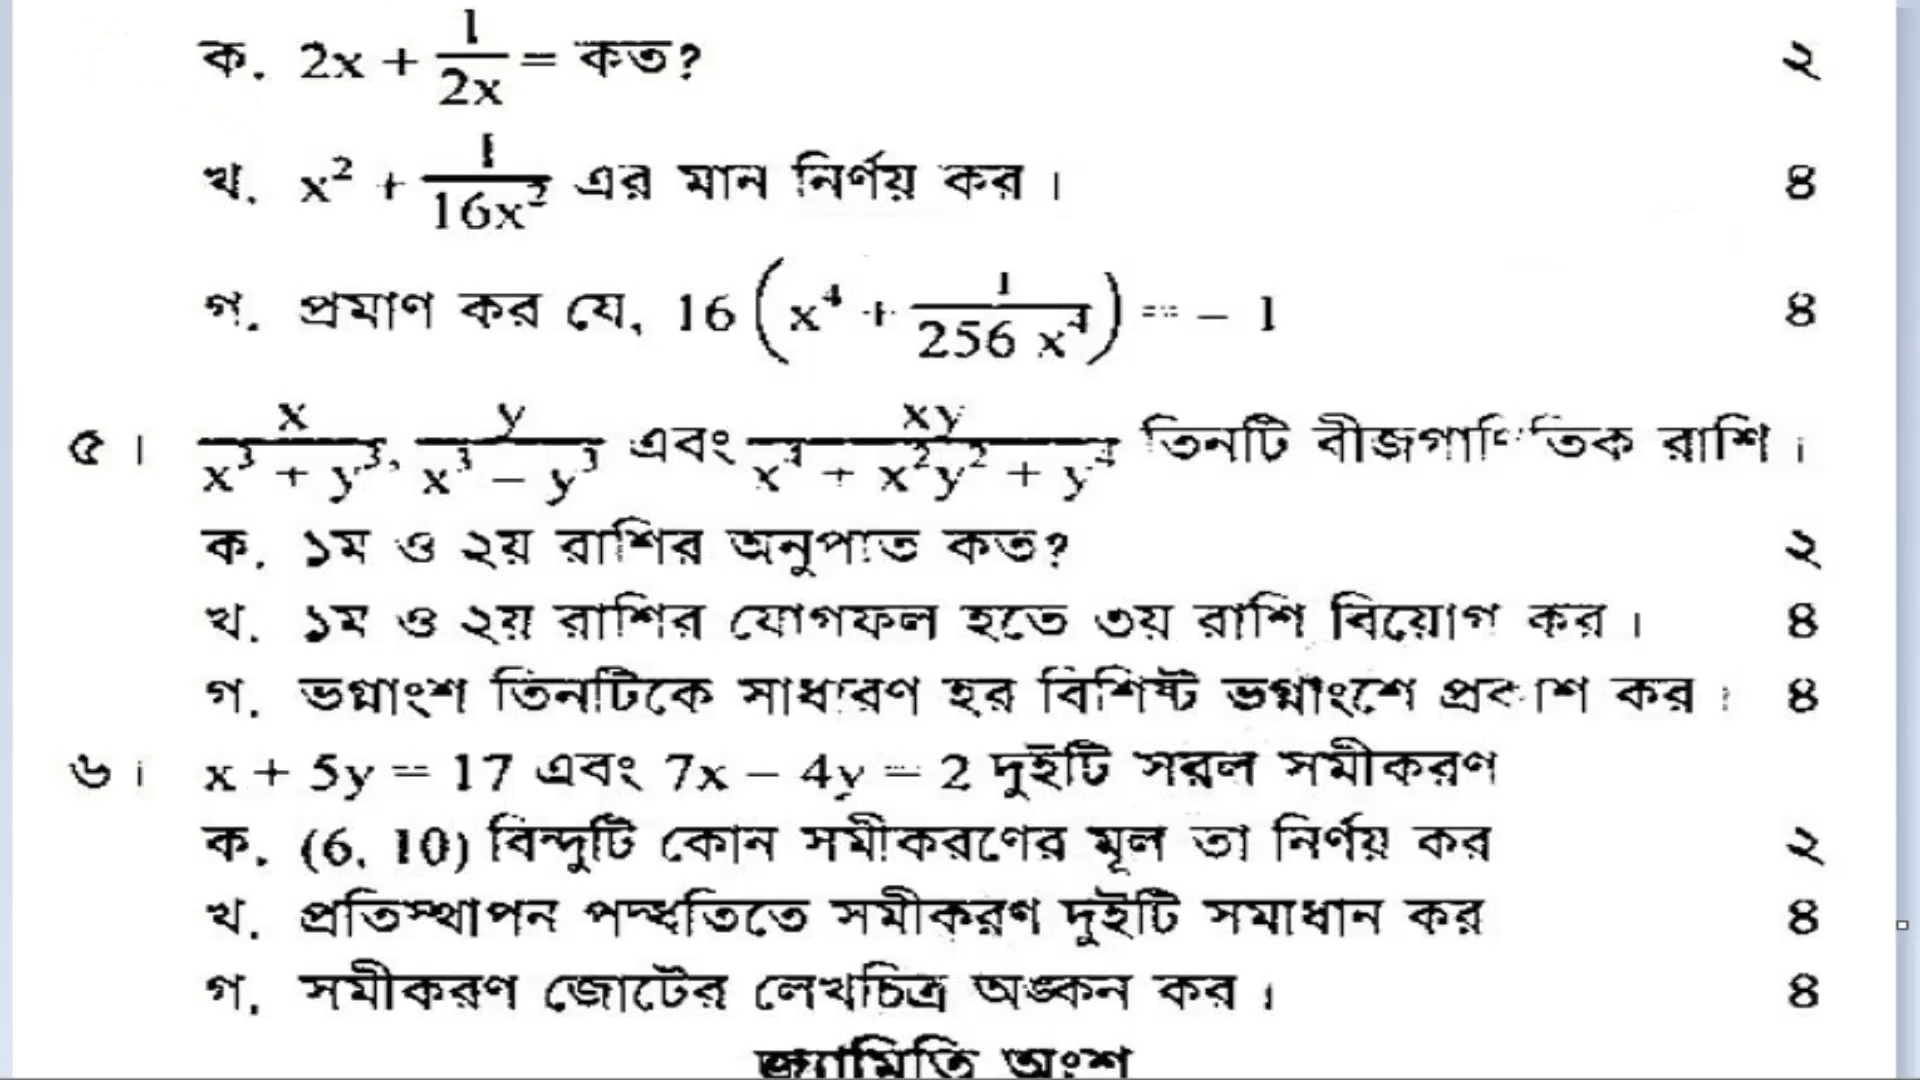 ক. 2x + 1/2x = কত? ২
খ. x² + 1/16x² এর মান নির্ণয় কর। ৪
গ. প্রমাণ কর যে, 16 (x⁴ + 1/256 x⁴) = – 1 ৪
৫। x/x³ + y³, y/x³ – y³ এবং xy/x⁴ + x²y² + y⁴ তিনটি বীজগাণিতিক রাশি।
ক. ১ম ও ২য় রাশির অনুপাত কত? ২
খ. ১ম ও ২য় রাশির যোগফল হতে ৩য় রাশি বিয়োগ কর। ৪
গ. ভগ্নাংশ তিনটিকে সাধারণ হর বিশিষ্ট ভগ্নাংশে প্রকাশ কর। ৪
৬। x + 5y = 17 এবং 7x – 4y = 2 দুইটি সরল সমীকরণ
ক. (6, 10) বিন্দুটি কোন সমীকরণের মূল তা নির্ণয় কর ২
খ. প্রতিস্থাপন পদ্ধতিতে সমীকরণ দুইটি সমাধান কর ৪
গ. সমীকরণ জোটের লেখচিত্র অঙ্কন কর। ৪
জ্যামিতি অংশ